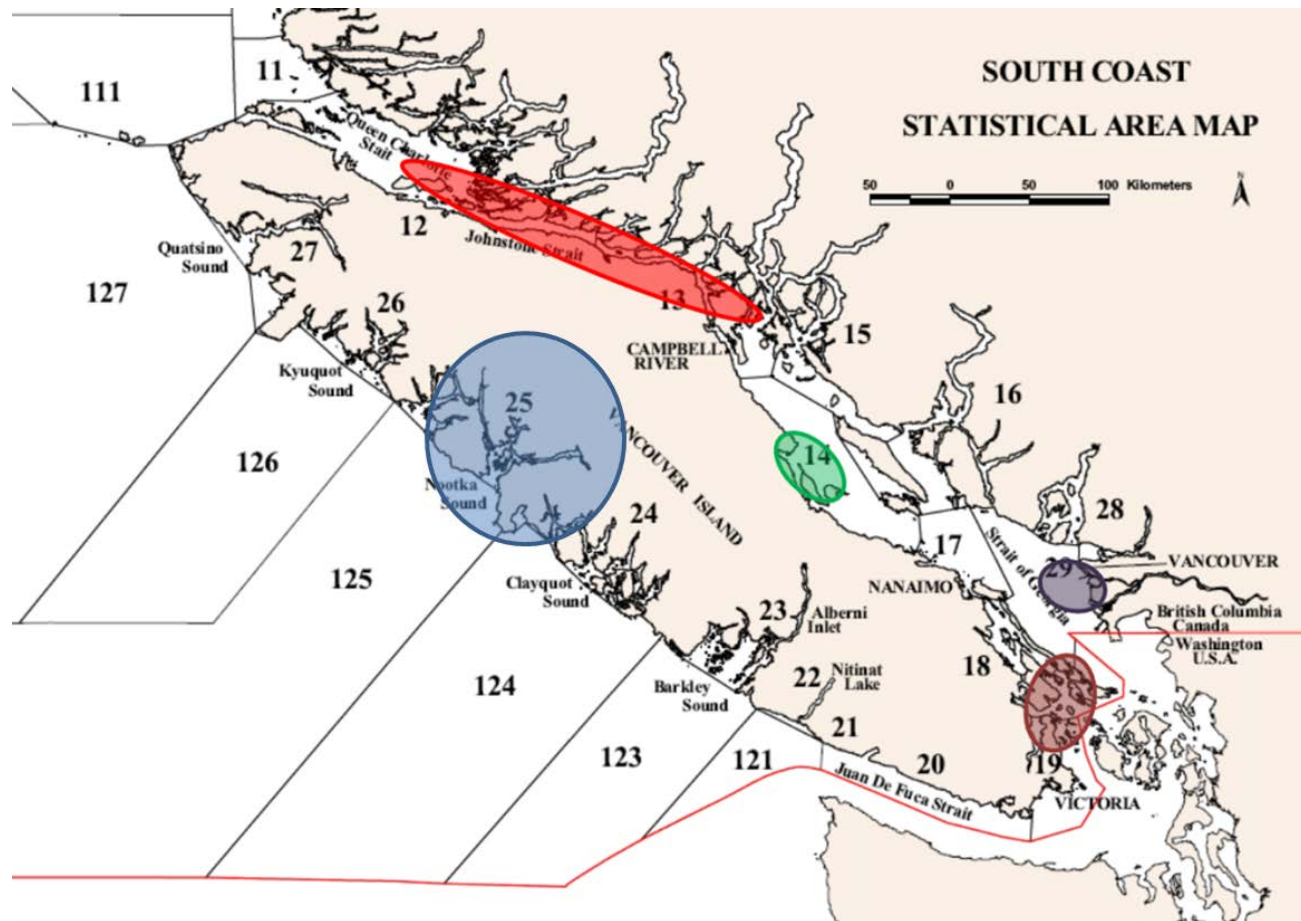 SOUTH COAST
STATISTICAL AREA MAP
50 0 50 100 Kilometers
N
111
11
Queen Charlotte
Stait
12
Johnstone Strait
13
Quatsino
Sound
27
127
26
Kyuquot
Sound
CAMPBELL
RIVER
15
16
25
126
Nootka
Sound
VANCOUVER ISLAND
14
24
125
Clayquot
Sound
17
NANAIMO
Strait of Georgia
28
29
VANCOUVER
British Columbia
Canada
Washington
U.S.A.
23
Alberni
Inlet
124
Barkley
Sound
22
Nitinat
Lake
18
21
123
121
20
19
Juan De Fuca Strait
VICTORIA